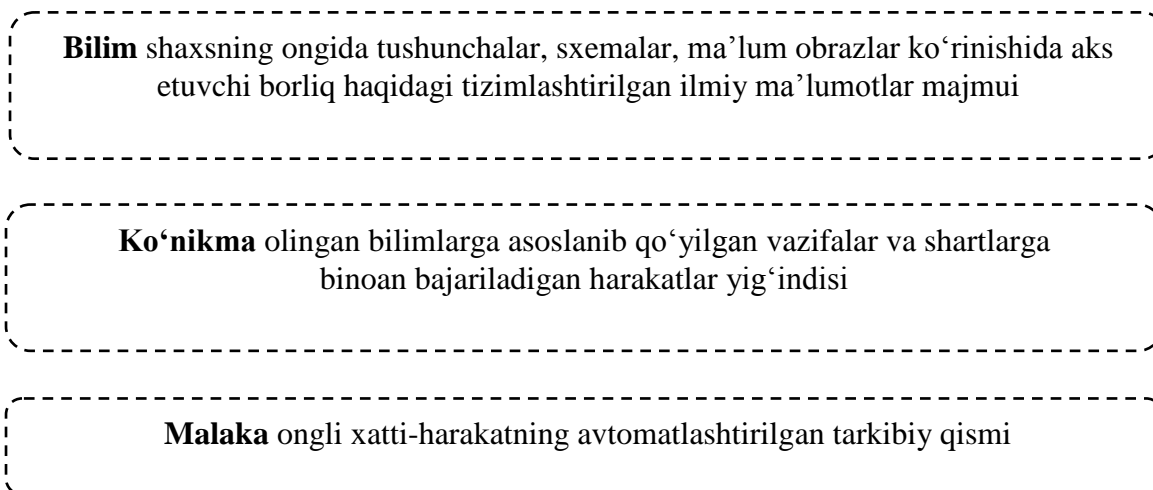 Bilim shaxsning ongida tushunchalar, sxemalar, ma’lum obrazlar ko‘rinishida aks
etuvchi borliq haqidagi tizimlashtirilgan ilmiy ma’lumotlar majmui
Ko‘nikma olingan bilimlarga asoslanib qo‘yilgan vazifalar va shartlarga
binoan bajariladigan harakatlar yig‘indisi
Malaka ongli xatti-harakatning avtomatlashtirilgan tarkibiy qismi